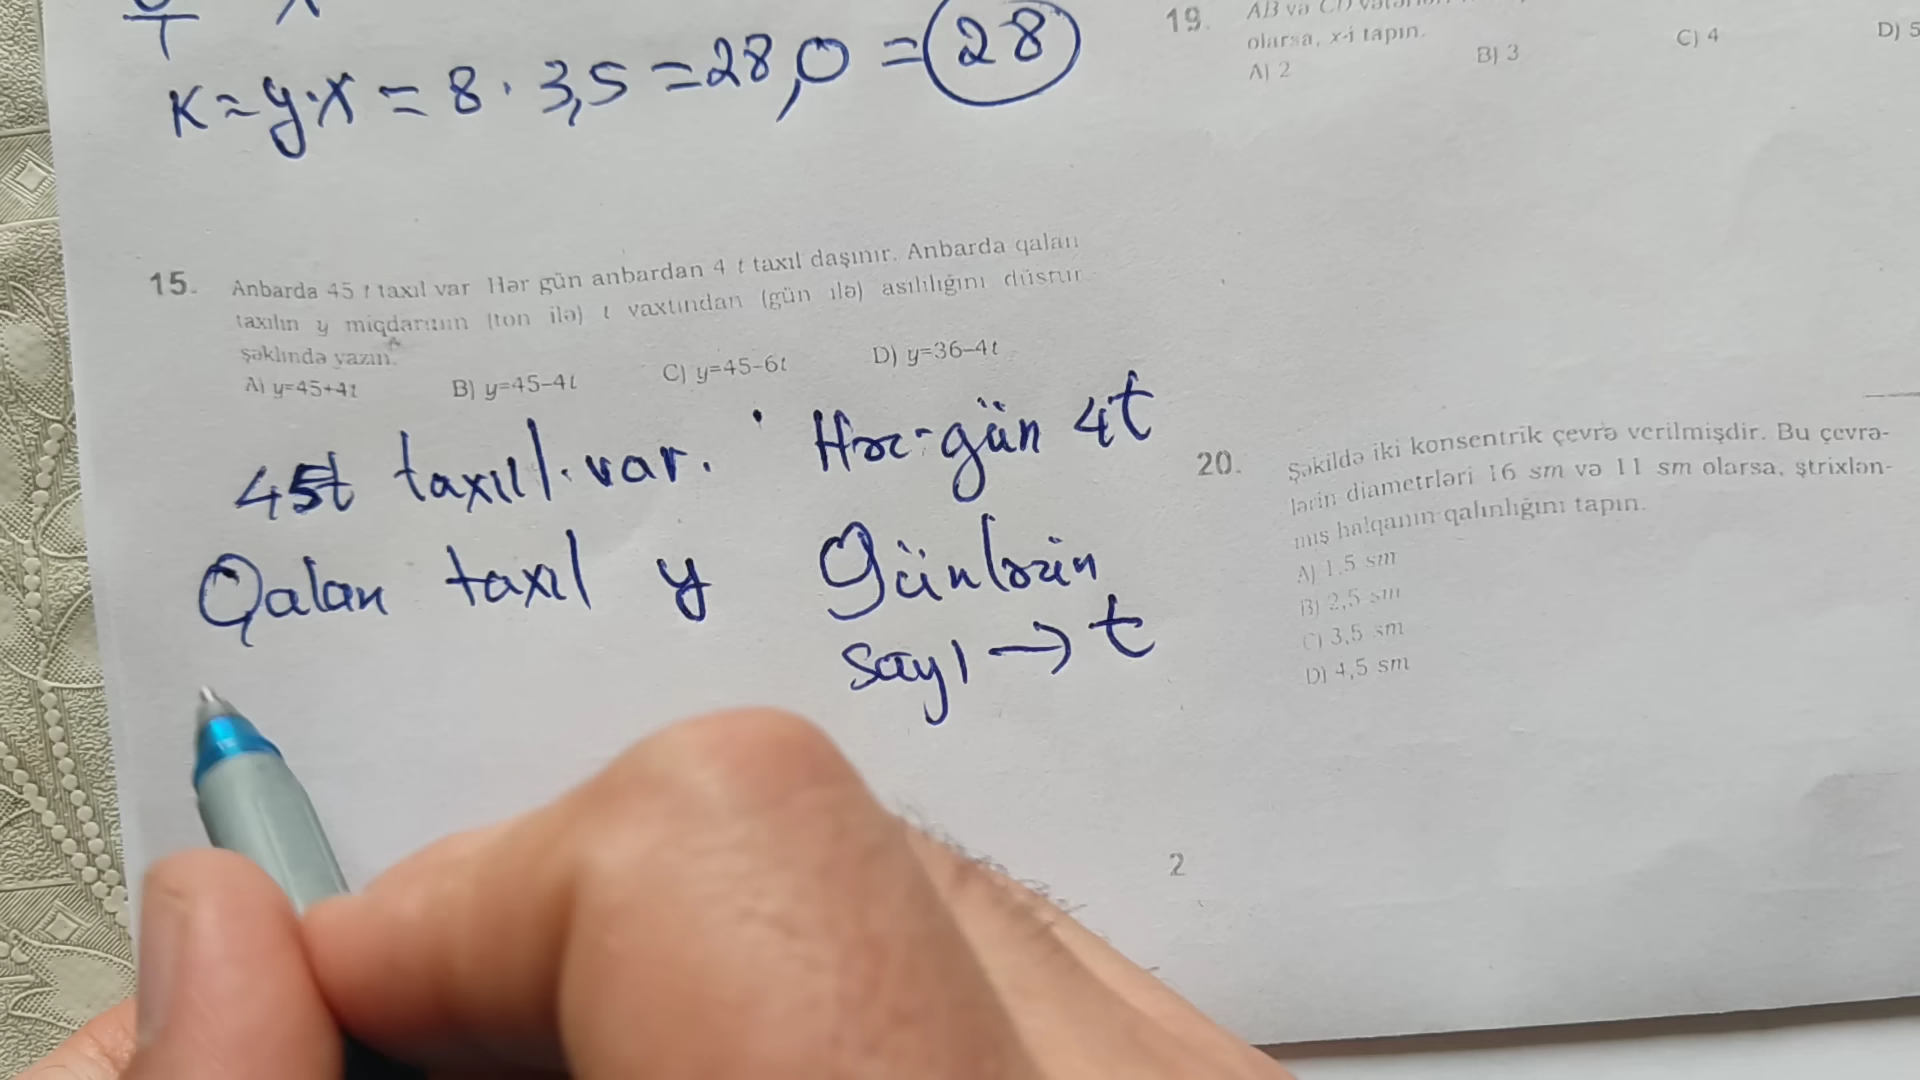 K=y·x = 8 · 3,5 =28,0 = 28
15. Anbarda 45 t taxıl var Hər gün anbardan 4 t taxıl daşınır. Anbarda qalan
taxılın y miqdarının (ton ilə) t vaxtından (gün ilə) asılılığını düstur
şəklində yazın.
A) y=45+4t B) y=45–4t C) y=45–6t D) y=36–4t
45t taxıl var. Hər gün 4t
Qalan taxıl y Günlərin
sayı → t
19. AB və CD
olarsa, x-i tapın.
A) 2 B) 3 C) 4 D) 5
20. Şəkildə iki konsentrik çevrə verilmişdir. Bu çevrə-
lərin diametrləri 16 sm və 11 sm olarsa, ştrixlən-
miş halqanın qalınlığını tapın.
A) 1,5 sm
B) 2,5 sm
C) 3,5 sm
D) 4,5 sm
2